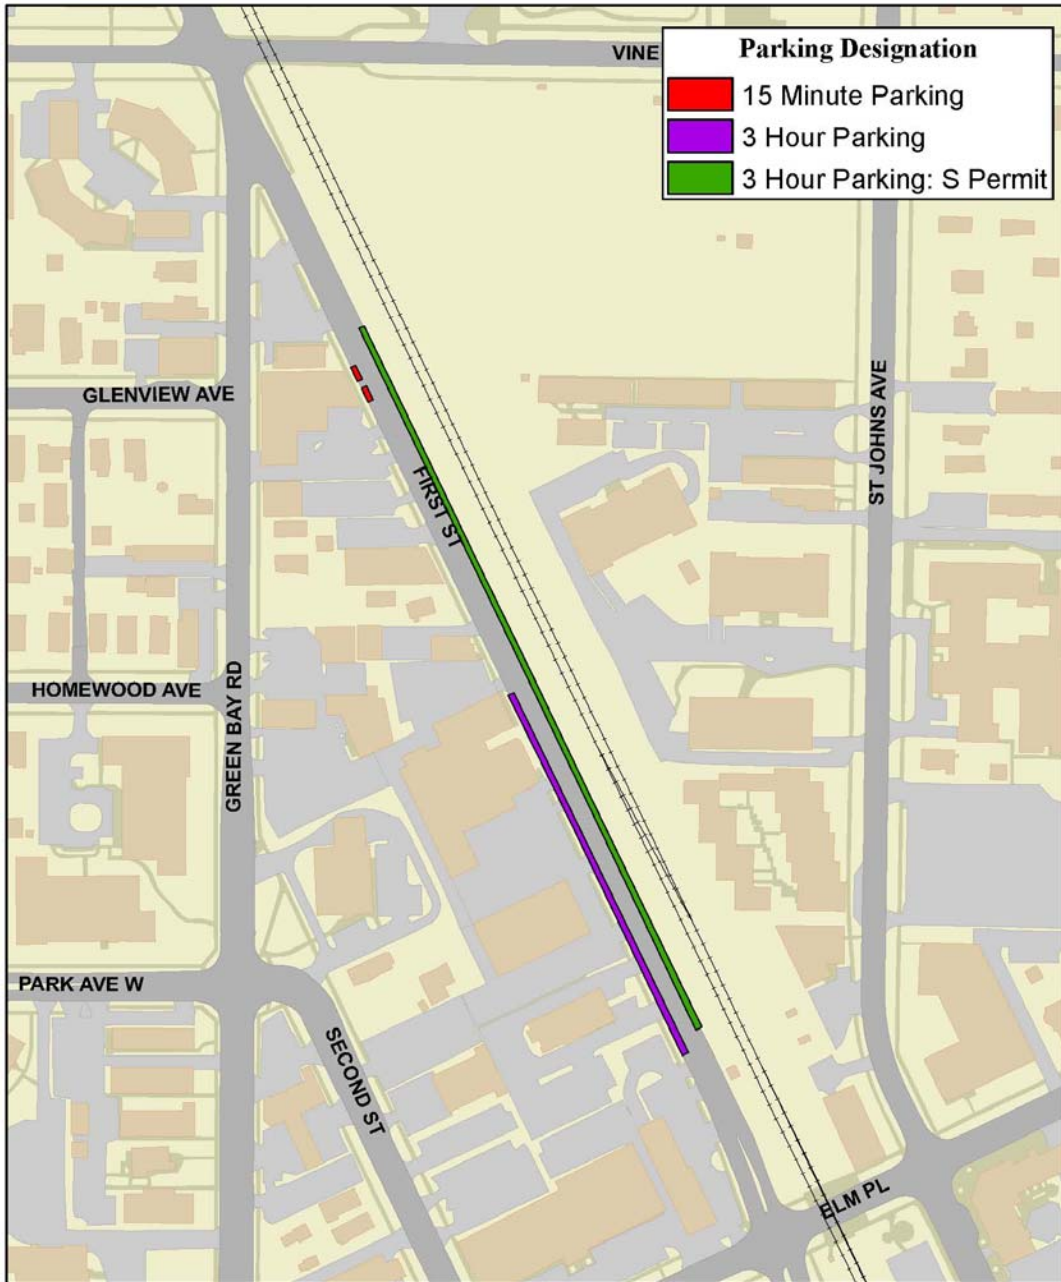 VINE
Parking Designation
15 Minute Parking
3 Hour Parking
3 Hour Parking: S Permit
GLENVIEW AVE
FIRST ST
ST JOHNS AVE
HOMEWOOD AVE
GREEN BAY RD
PARK AVE W
SECOND ST
ELM PL